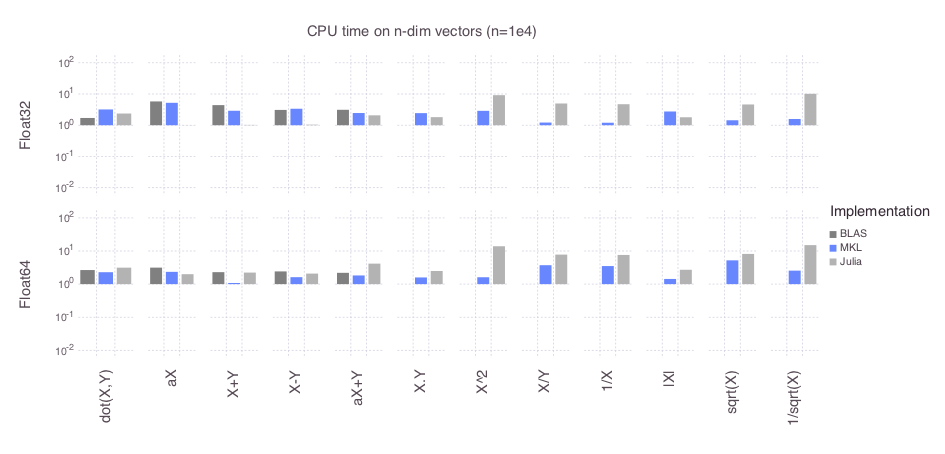 CPU time on n-dim vectors (n=1e4)
Float32
10^2
10^1
10^0
10^-1
10^-2
Float64
10^2
10^1
10^0
10^-1
10^-2
dot(X,Y)
aX
X+Y
X-Y
aX+Y
X.Y
X^2
X/Y
1/X
|X|
sqrt(X)
1/sqrt(X)
Implementation
BLAS
MKL
Julia